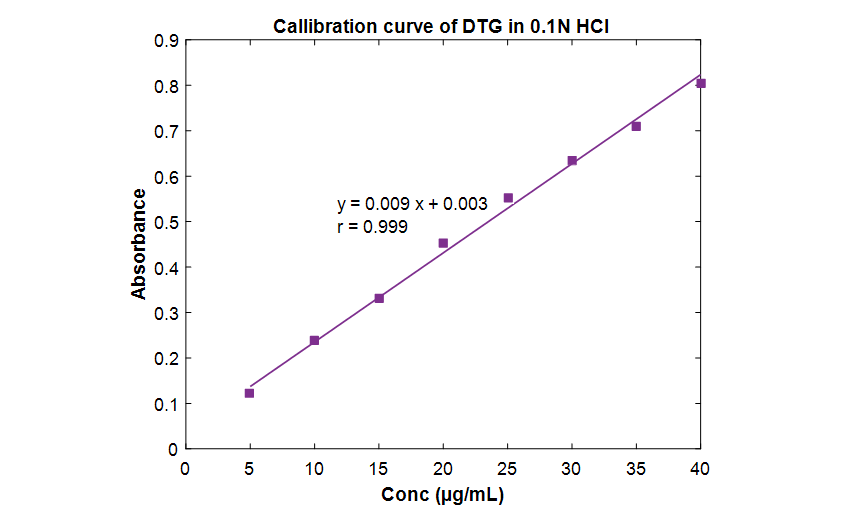 Callibration curve of DTG in 0.1N HCl
0.9
0.8
0.7
0.6
0.5
0.4
0.3
0.2
0.1
0
Absorbance
y = 0.009 x + 0.003
r = 0.999
0 5 10 15 20 25 30 35 40
Conc (µg/mL)